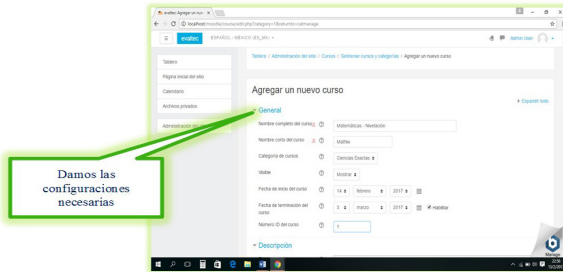 evaltec: Agregar un nuev
localhost/moodle/course/edit.php?category=1&returnto=catmanage
evaltec
ESPAÑOL - MÉXICO (ES_MX)
Admin User
Tablero
Página inicial del sitio
Calendario
Archivos privados
Administración del
Tablero / Administración del sitio / Cursos / Gestionar cursos y categorías / Agregar un nuevo curso
Agregar un nuevo curso
Expandir todo
General
Nombre completo del curso
Matemáticas - Nivelación
Nombre corto del curso
Categoría de cursos
Ciencias Exactas
Visible
Mostrar
Fecha de inicio del curso
14 febrero 2017
Fecha de terminación del curso
5 marzo 2017 Habilitar
Número ID del curso
1
Descripción
Damos las
configuraciones
necesarias
Manage
22:56